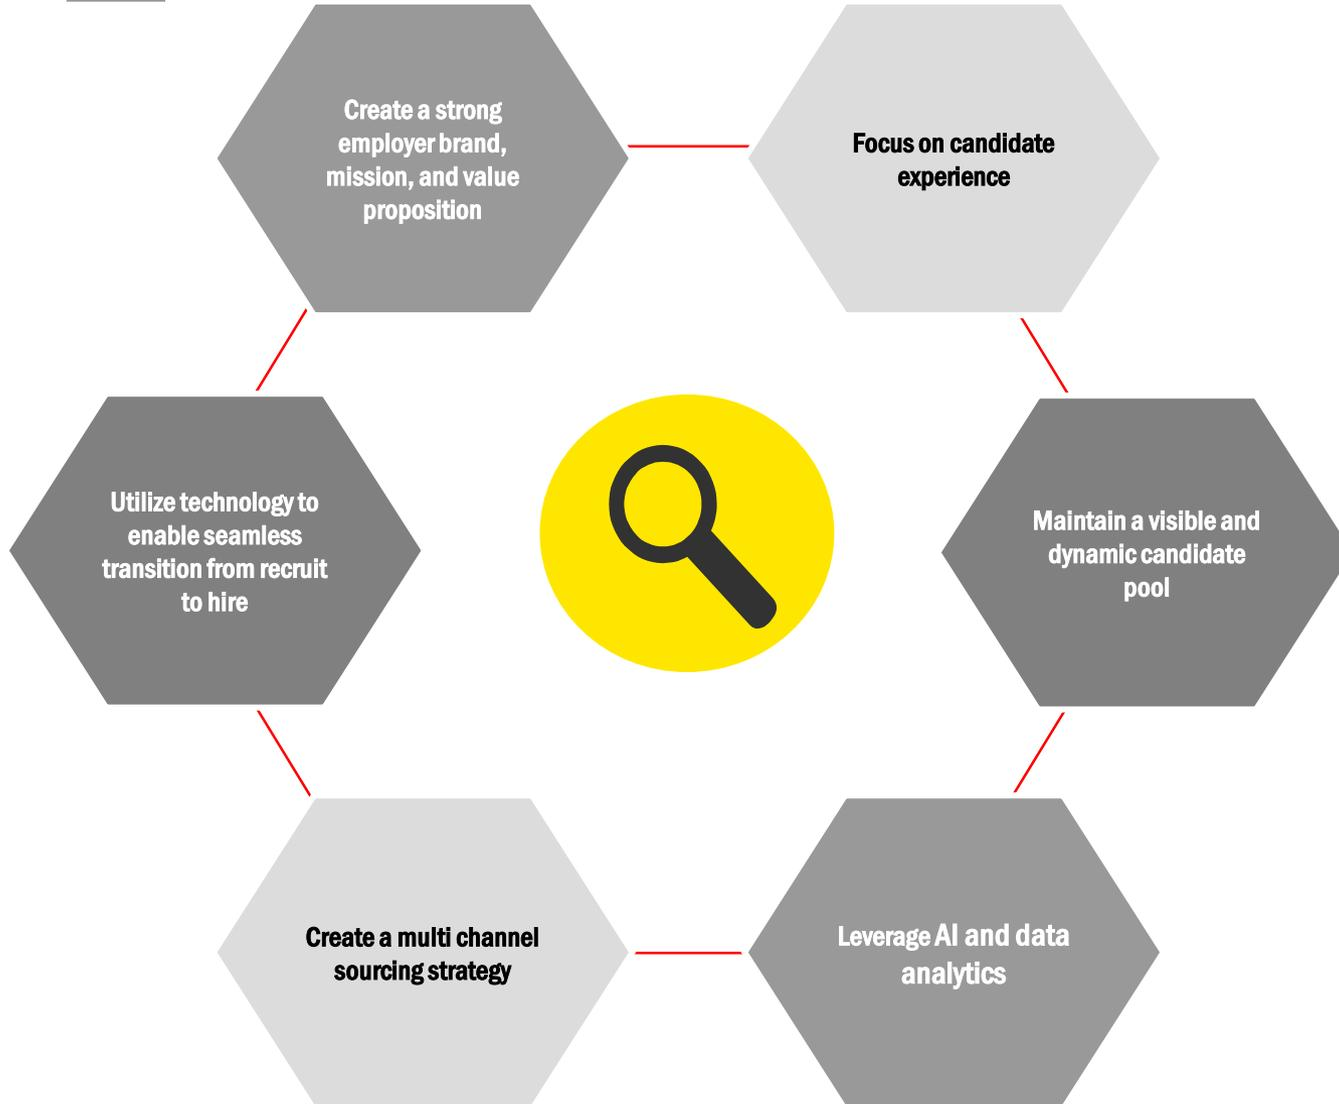 Create a strong
employer brand,
mission, and value
proposition
Focus on candidate
experience
Utilize technology to
enable seamless
transition from recruit
to hire
Maintain a visible and
dynamic candidate
pool
Create a multi channel
sourcing strategy
Leverage AI and data
analytics